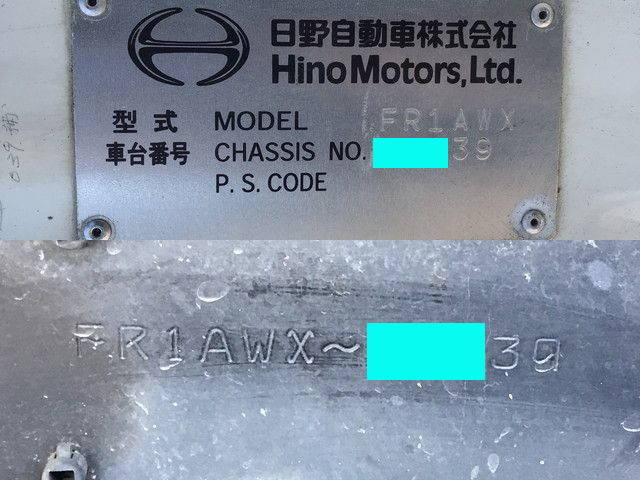 日野自動車株式会社
Hino Motors, Ltd.
型式 MODEL FR1AWX
車台番号 CHASSIS NO. 39
P. S. CODE
FR1AWX~ 39